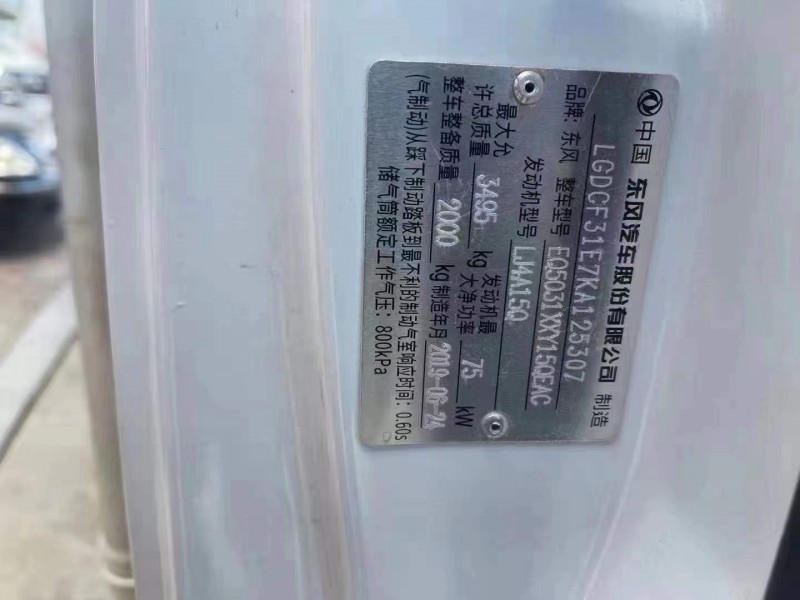 中国 东风汽车股份有限公司 制造
LGDCF31E7KA125307
品牌: 东风 整车型号 EQ5031XXY15QEAC
发动机型号 LJ4A15Q
最大允许总质量 3495 kg 发动机最大净功率 75 kW
整车整备质量 2000 kg 制造年月 2019-06-24
(气制动)从踩下制动踏板到最不利的制动气室响应时间: 0.60s
储气筒额定工作气压: 800kPa